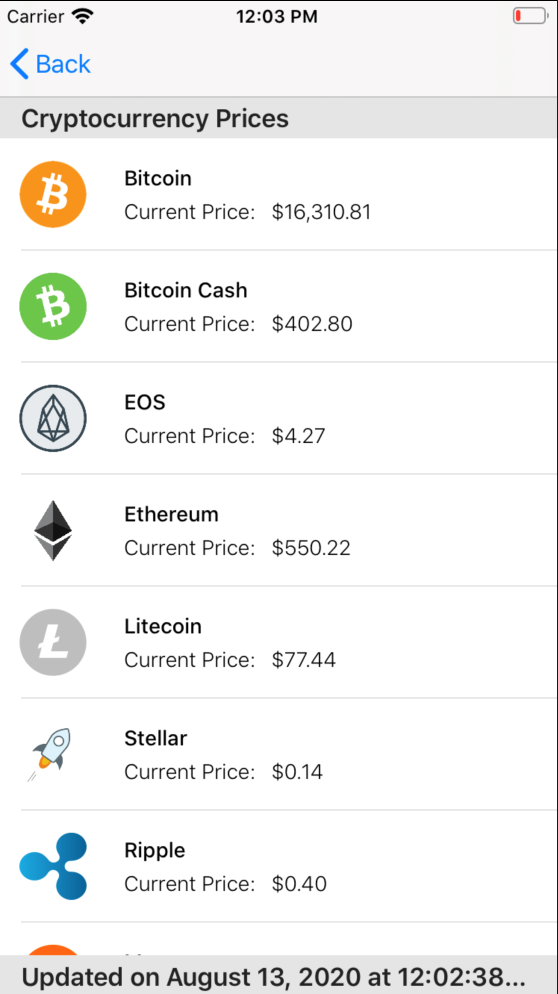 Carrier 12:03 PM
Back
Cryptocurrency Prices
Bitcoin
Current Price: $16,310.81
Bitcoin Cash
Current Price: $402.80
EOS
Current Price: $4.27
Ethereum
Current Price: $550.22
Litecoin
Current Price: $77.44
Stellar
Current Price: $0.14
Ripple
Current Price: $0.40
Updated on August 13, 2020 at 12:02:38...